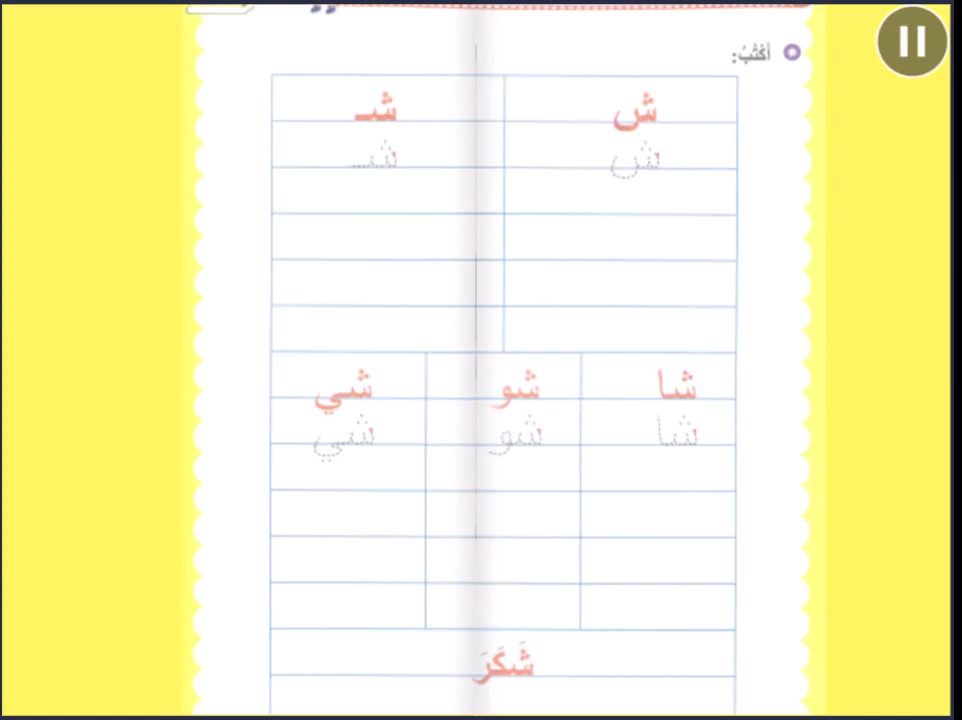 أَكْتُبُ:
ش شـ
ش شـ
شا شو شي
شا شو شي
شَكَرَ